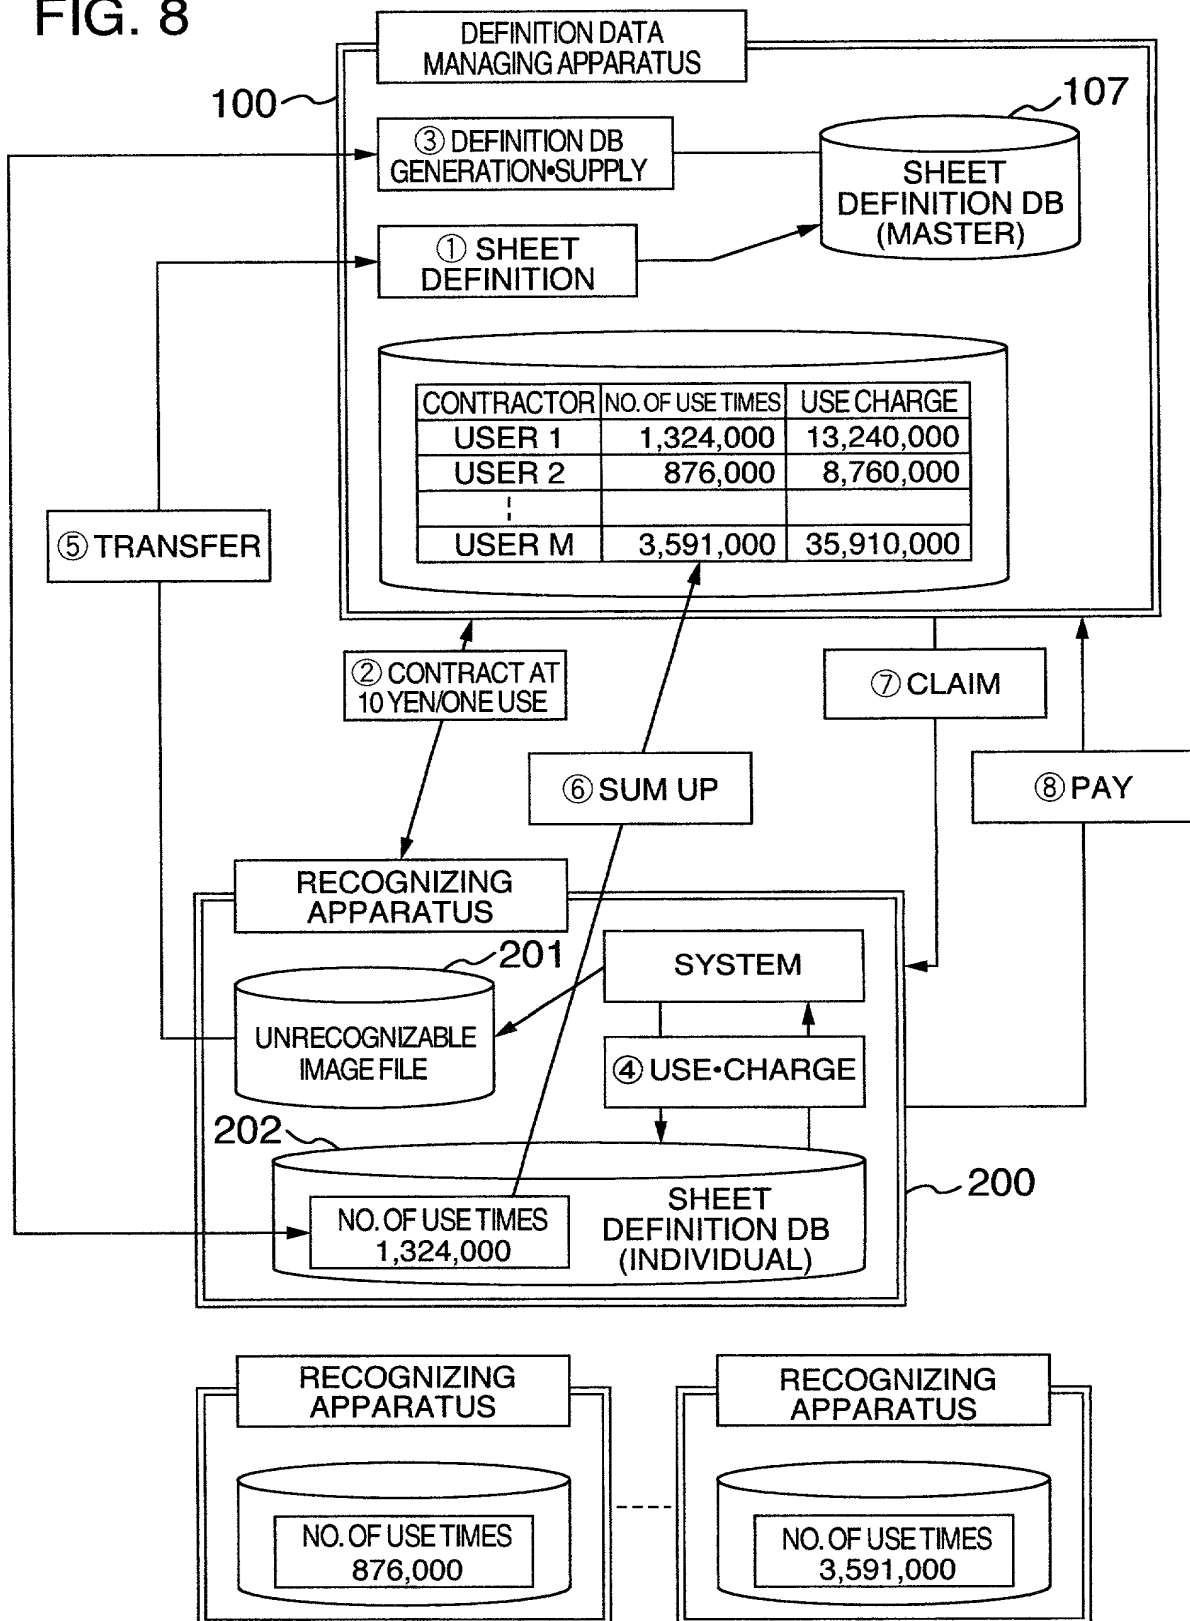 FIG. 8
DEFINITION DATA
MANAGING APPARATUS
100
107
③ DEFINITION DB
GENERATION•SUPPLY
SHEET
DEFINITION DB
(MASTER)
① SHEET
DEFINITION
CONTRACTOR NO. OF USE TIMES USE CHARGE
USER 1 1,324,000 13,240,000
USER 2 876,000 8,760,000
USER M 3,591,000 35,910,000
⑤ TRANSFER
② CONTRACT AT
10 YEN/ONE USE
⑦ CLAIM
⑥ SUM UP
⑧ PAY
RECOGNIZING
APPARATUS
201
SYSTEM
UNRECOGNIZABLE
IMAGE FILE
④ USE•CHARGE
202
200
NO. OF USE TIMES
1,324,000
SHEET
DEFINITION DB
(INDIVIDUAL)
RECOGNIZING
APPARATUS
NO. OF USE TIMES
876,000
RECOGNIZING
APPARATUS
NO. OF USE TIMES
3,591,000